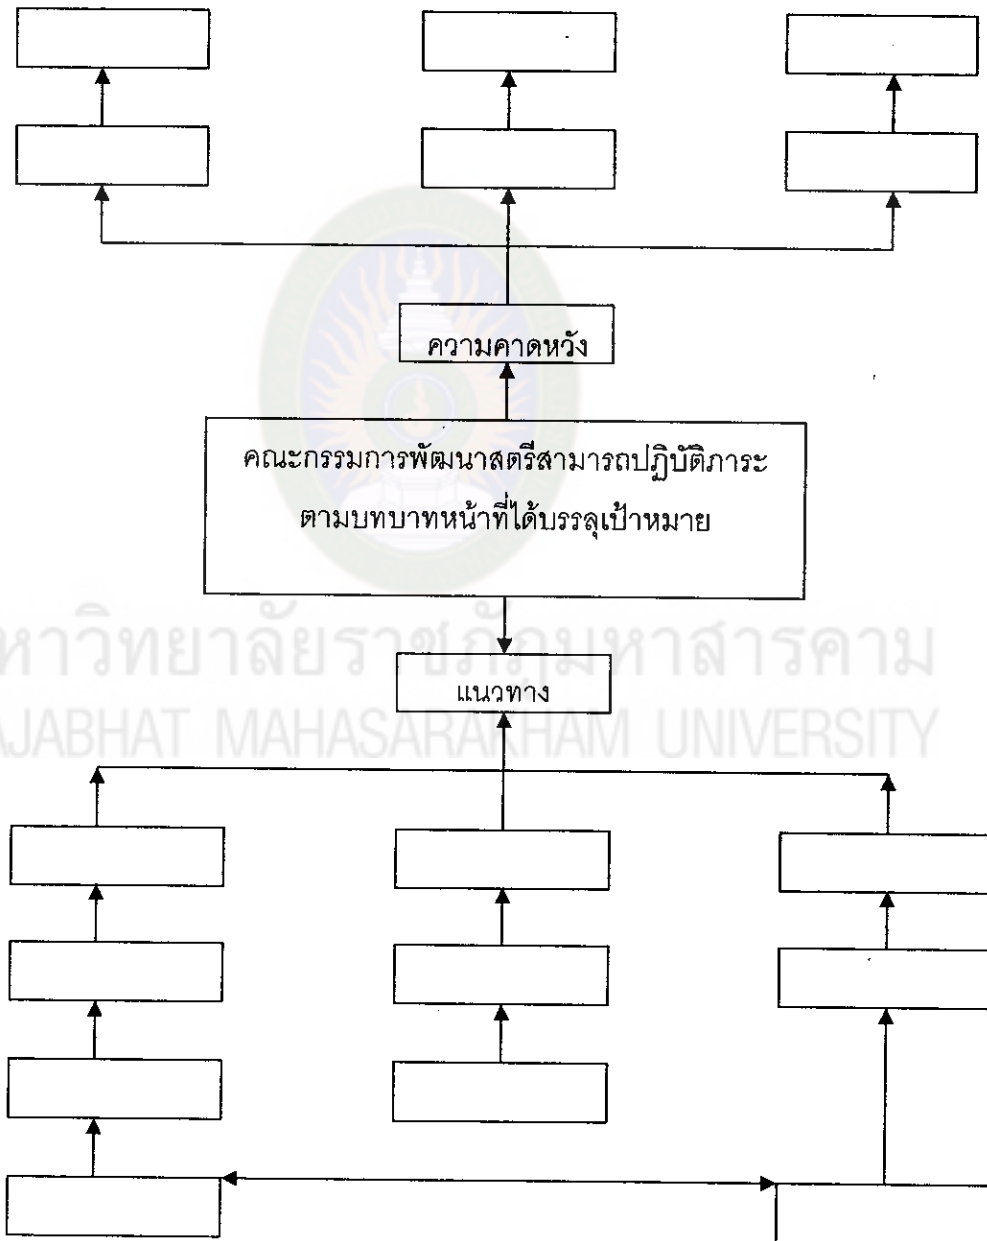 ความคาดหวัง
คณะกรรมการพัฒนาสตรีสามารถปฏิบัติภาระ
ตามบทบาทหน้าที่ได้บรรลุเป้าหมาย
หาวิทยาลัยราชภัฏมหาสารคาม
แนวทาง
AJABHAT MAHASARAKHAM UNIVERSITY